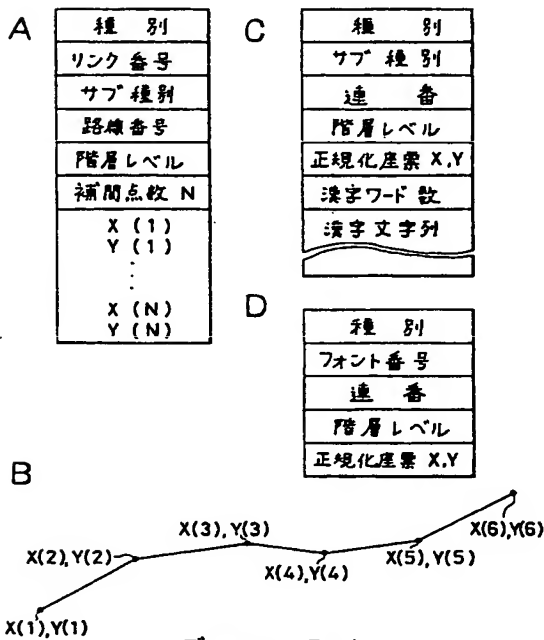 A
種 別
リンク番号
サブ種別
路線番号
階層レベル
補間点数 N
X (1)
Y (1)
X (N)
Y (N)
C
種 別
サブ種別
連 番
階層レベル
正規化座標 X,Y
漢字ワード数
漢字文字列
D
種 別
フォント番号
連 番
階層レベル
正規化座標 X,Y
B
X(1),Y(1)
X(2),Y(2)
X(3),Y(3)
X(4),Y(4)
X(5),Y(5)
X(6),Y(6)